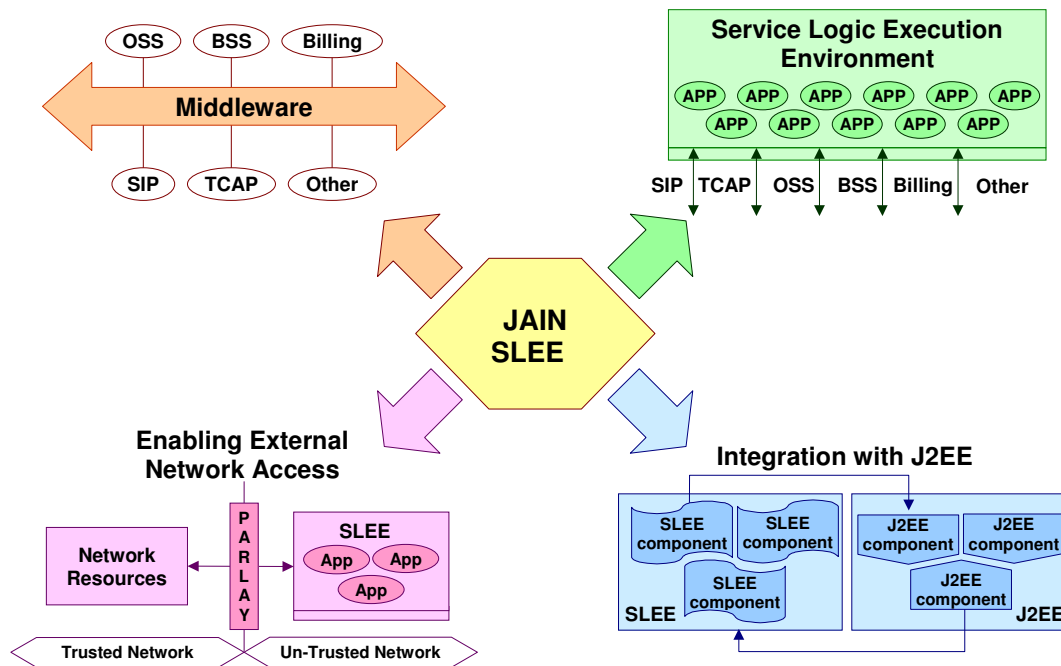 OSS BSS Billing
Middleware
SIP TCAP Other
Service Logic Execution
Environment
APP APP APP APP APP APP
APP APP APP APP APP
SIP TCAP OSS BSS Billing Other
JAIN
SLEE
Enabling External
Network Access
PARLAY
Network
Resources
SLEE
App App
App
Trusted Network Un-Trusted Network
Integration with J2EE
SLEE
component
SLEE
component
SLEE
component
SLEE
J2EE
component
J2EE
component
J2EE
component
J2EE